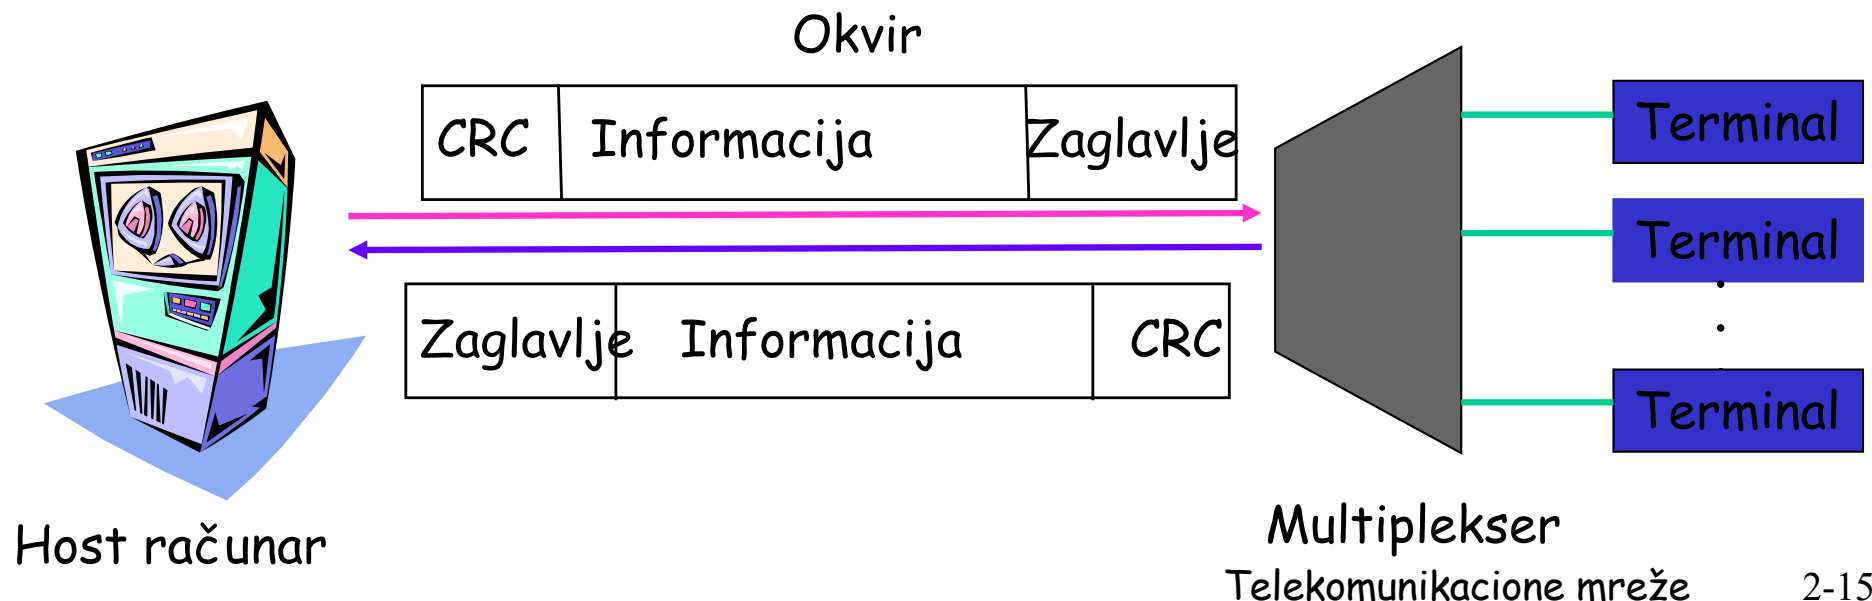 Okvir
CRC Informacija Zaglavlje
Zaglavlje Informacija CRC
Terminal
Terminal
Terminal
Host računar
Multiplekser
Telekomunikacione mreže 2-15